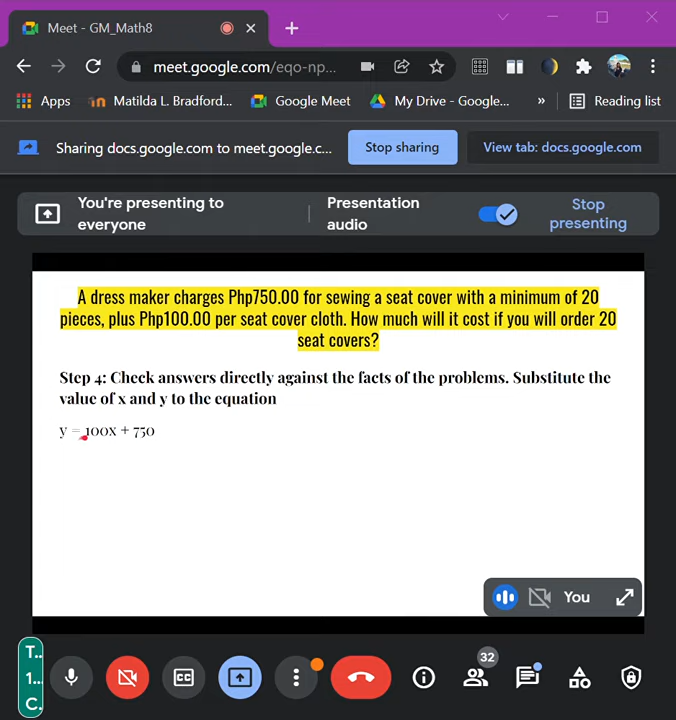 Meet - GM_Math8
meet.google.com/eqo-np...
Apps
Matilda L. Bradford...
Google Meet
My Drive - Google...
»
Reading list
Sharing docs.google.com to meet.google.c...
Stop sharing
View tab: docs.google.com
You're presenting to
everyone
Presentation
audio
Stop
presenting
A dress maker charges Php750.00 for sewing a seat cover with a minimum of 20
pieces, plus Php100.00 per seat cover cloth. How much will it cost if you will order 20
seat covers?
Step 4: Check answers directly against the facts of the problems. Substitute the
value of x and y to the equation
y = 100x + 750
You
T..
1...
C.
CC
32